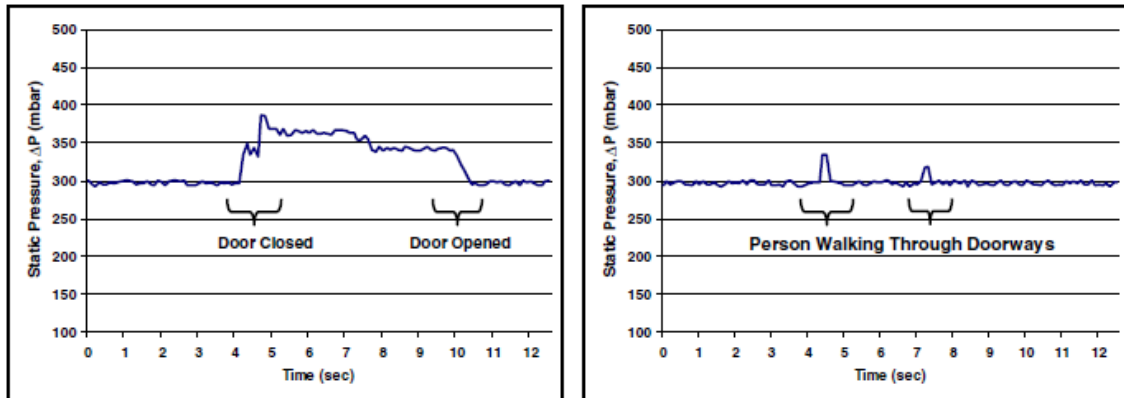 500
450
400
350
300
250
200
150
100
Static Pressure, ΔP (mbar)
Door Closed
Door Opened
0 1 2 3 4 5 6 7 8 9 10 11 12
Time (sec)
500
450
400
350
300
250
200
150
100
Static Pressure, ΔP (mbar)
Person Walking Through Doorways
0 1 2 3 4 5 6 7 8 9 10 11 12
Time (sec)